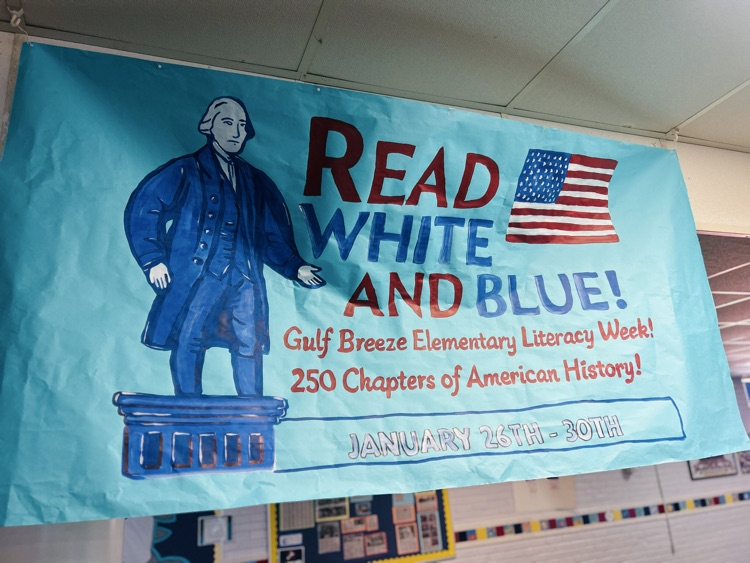 READ
WHITE
AND BLUE!
Gulf Breeze Elementary Literacy Week!
250 Chapters of American History!
JANUARY 26TH - 30TH